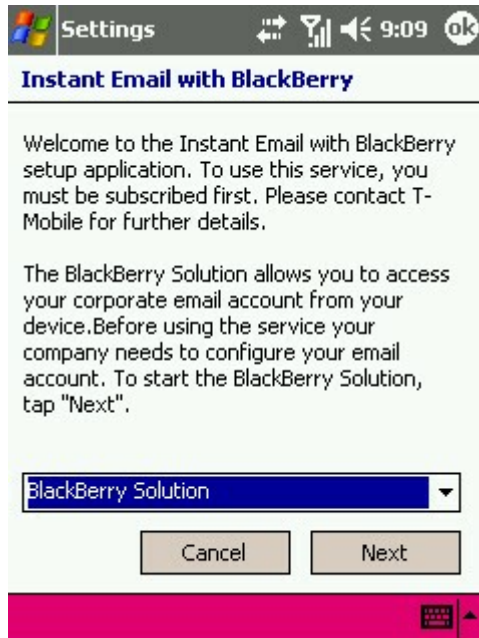 Settings 9:09 ok
Instant Email with BlackBerry
Welcome to the Instant Email with BlackBerry
setup application. To use this service, you
must be subscribed first. Please contact T-
Mobile for further details.
The BlackBerry Solution allows you to access
your corporate email account from your
device.Before using the service your
company needs to configure your email
account. To start the BlackBerry Solution,
tap "Next".
BlackBerry Solution
Cancel Next